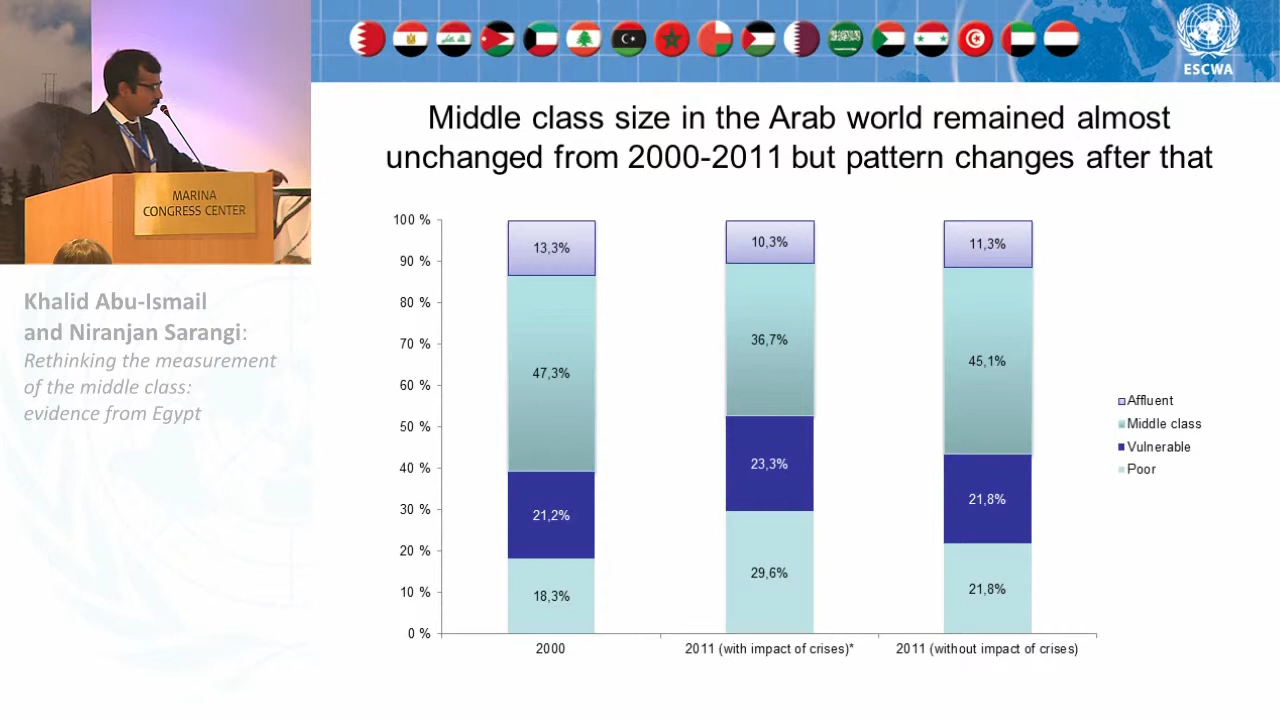 ESCWA
Middle class size in the Arab world remained almost
unchanged from 2000-2011 but pattern changes after that
MARINA
CONGRESS CENTER
Khalid Abu-Ismail
and Niranjan Sarangi:
Rethinking the measurement
of the middle class:
evidence from Egypt
100 %
90 %
80 %
70 %
60 %
50 %
40 %
30 %
20 %
10 %
0 %
13,3%
47,3%
21,2%
18,3%
10,3%
36,7%
23,3%
29,6%
11,3%
45,1%
21,8%
21,8%
2000
2011 (with impact of crises)*
2011 (without impact of crises)
Affluent
Middle class
Vulnerable
Poor